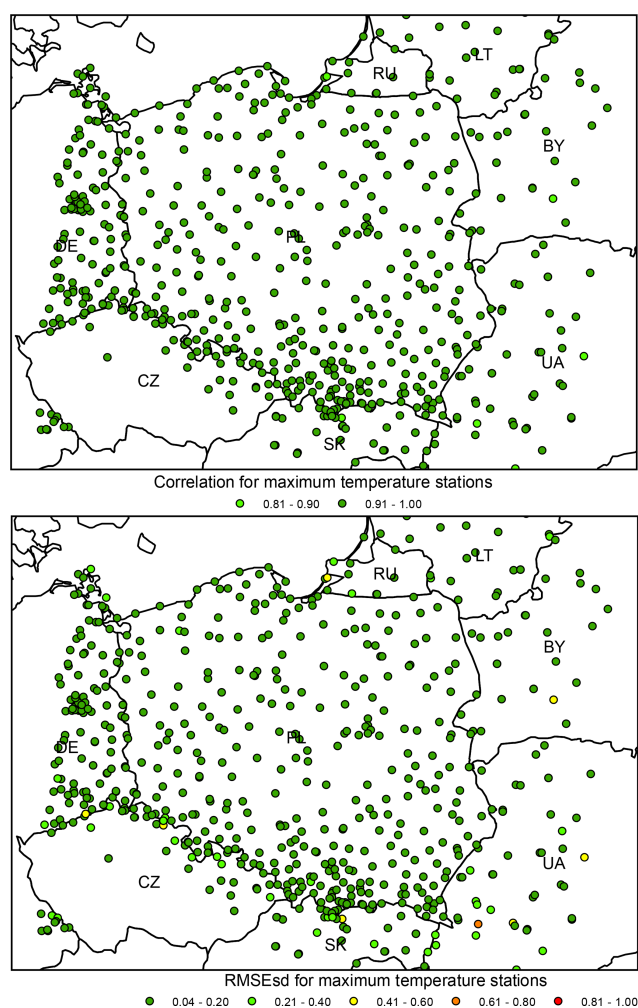 LT
RU
BY
PL
DE
UA
CZ
SK
Correlation for maximum temperature stations
0.81 - 0.90 0.91 - 1.00
LT
RU
BY
PL
DE
UA
CZ
SK
RMSEsd for maximum temperature stations
0.04 - 0.20 0.21 - 0.40 0.41 - 0.60 0.61 - 0.80 0.81 - 1.00